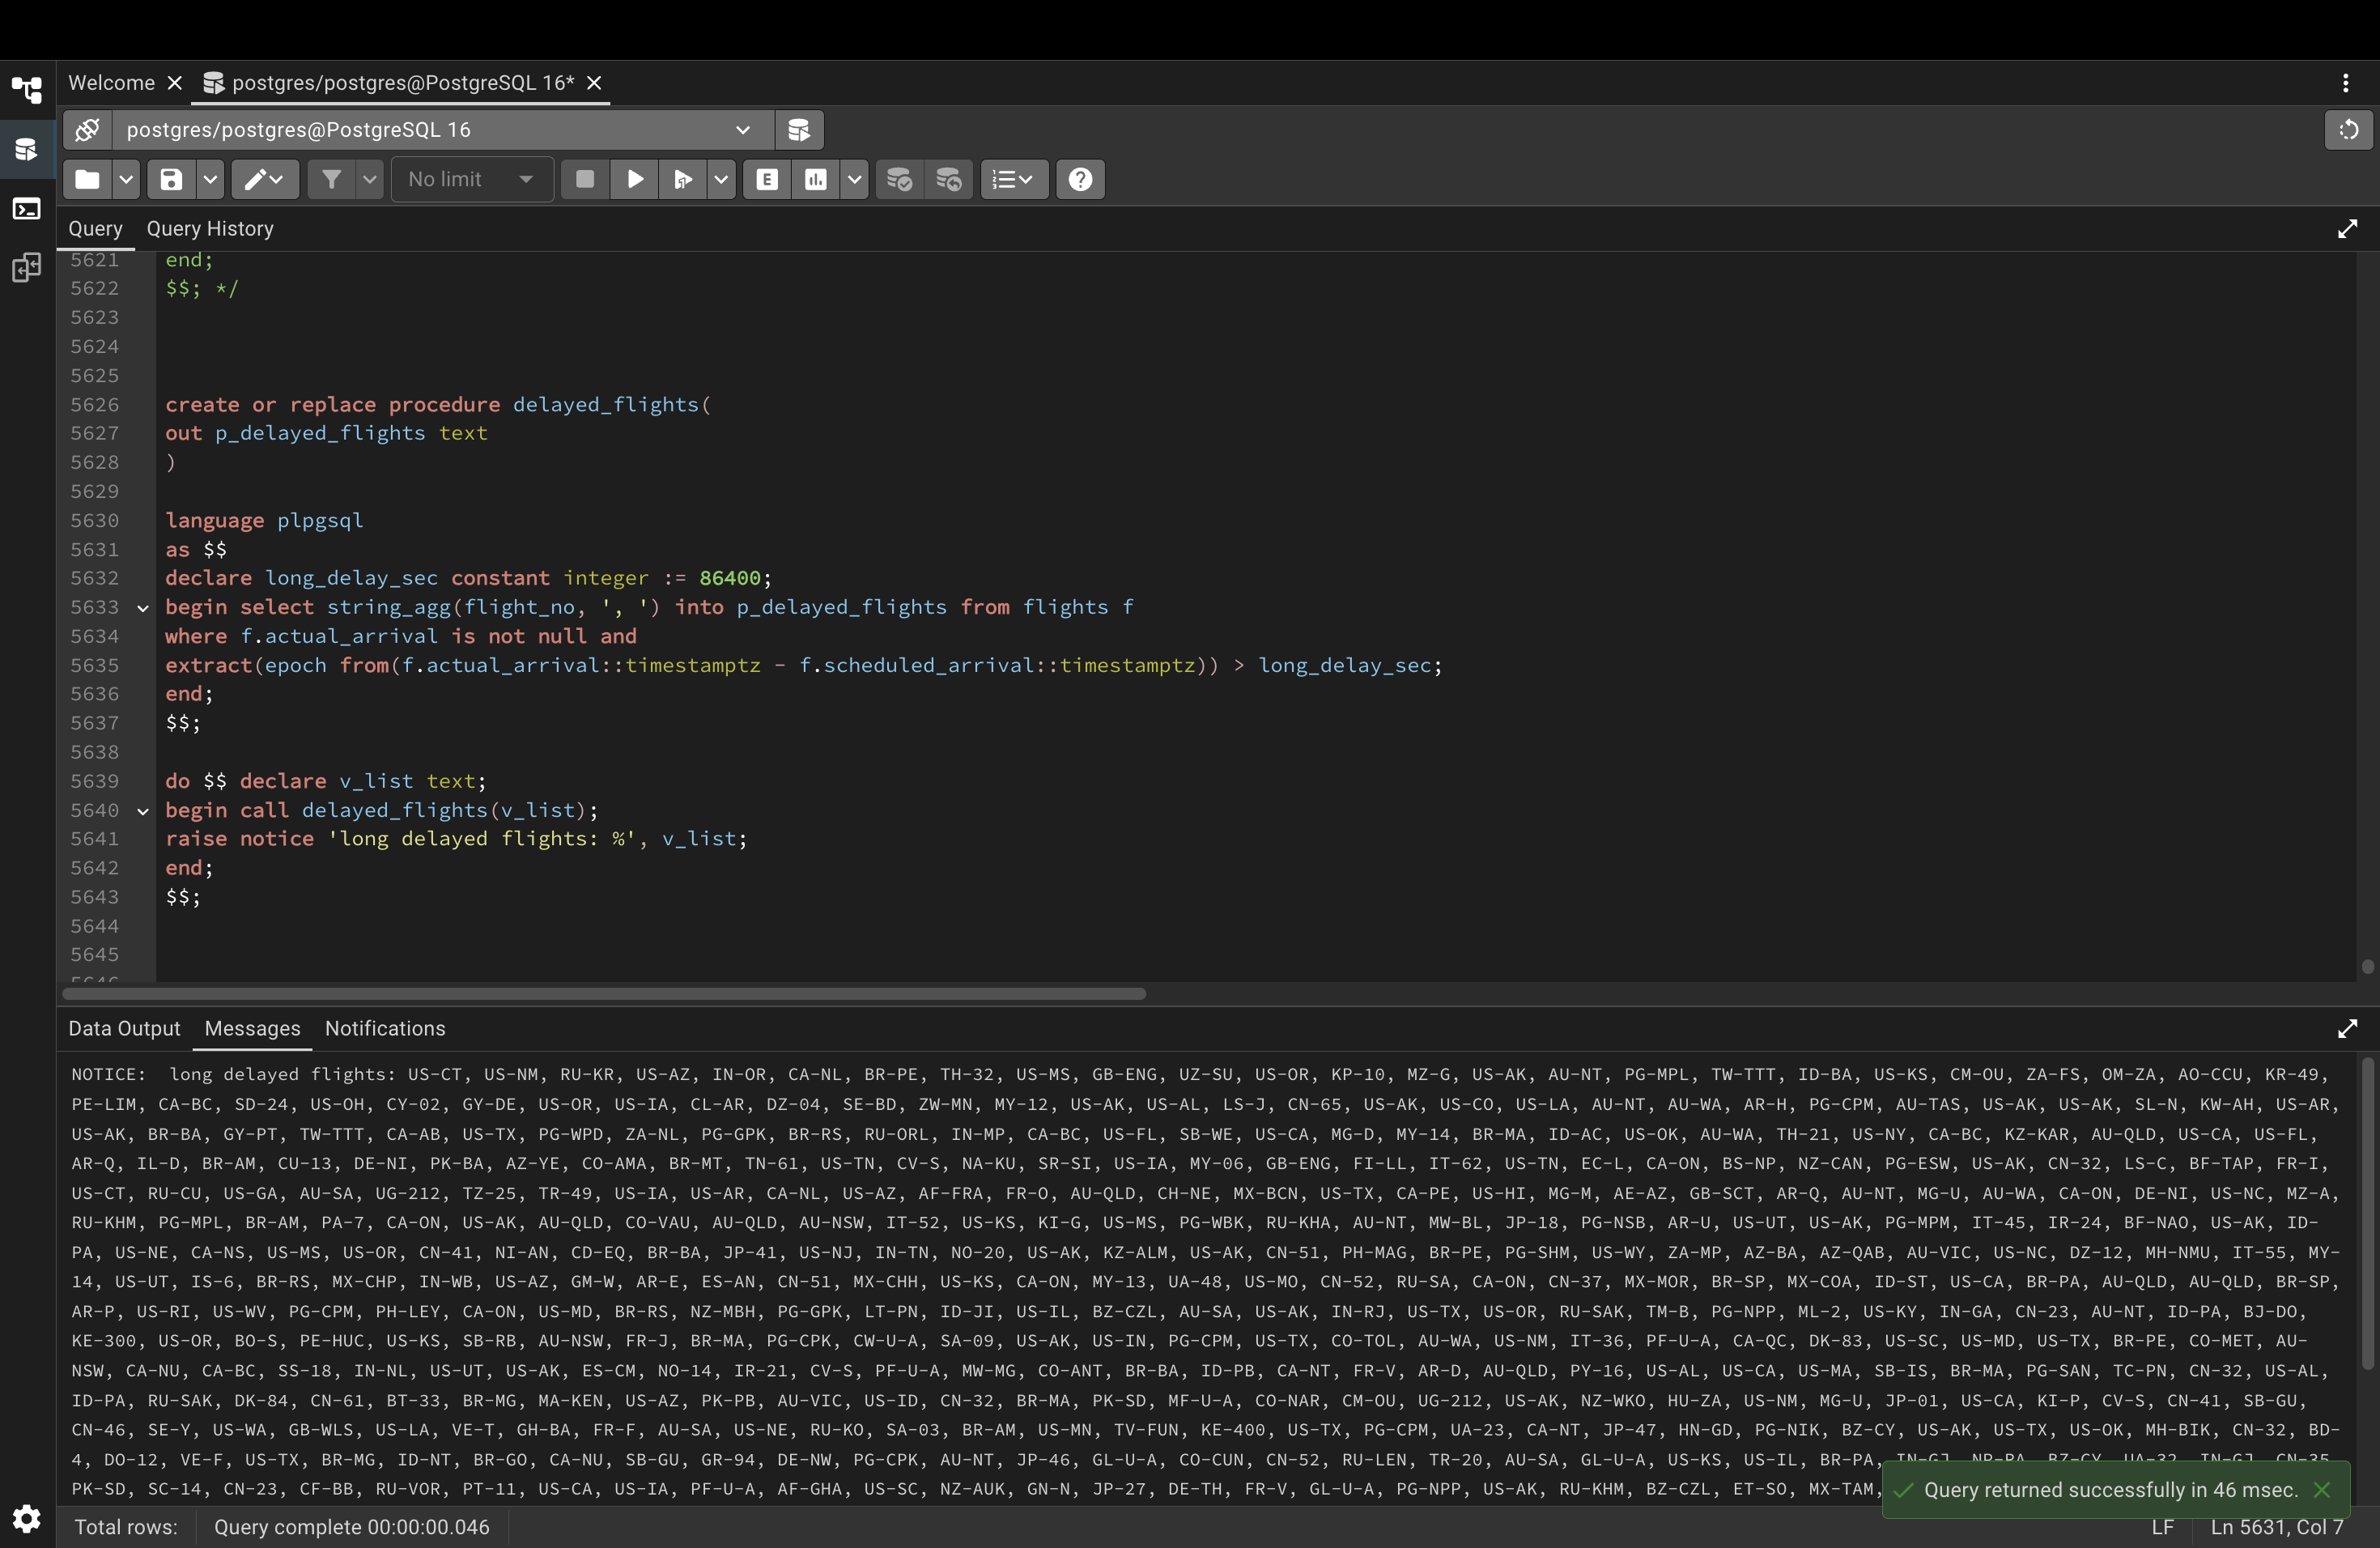 Welcome
postgres/postgres@PostgreSQL 16*
postgres/postgres@PostgreSQL 16
No limit
E
Query
Query History
5621 end;
5622 $$; */
5623
5624
5625
5626 create or replace procedure delayed_flights(
5627 out p_delayed_flights text
5628 )
5629
5630 language plpgsql
5631 as $$
5632 declare long_delay_sec constant integer := 86400;
5633 begin select string_agg(flight_no, ', ') into p_delayed_flights from flights f
5634 where f.actual_arrival is not null and
5635 extract(epoch from(f.actual_arrival::timestamptz - f.scheduled_arrival::timestamptz)) > long_delay_sec;
5636 end;
5637 $$;
5638
5639 do $$ declare v_list text;
5640 begin call delayed_flights(v_list);
5641 raise notice 'long delayed flights: %', v_list;
5642 end;
5643 $$;
5644
5645
Data Output
Messages
Notifications
NOTICE:  long delayed flights: US-CT, US-NM, RU-KR, US-AZ, IN-OR, CA-NL, BR-PE, TH-32, US-MS, GB-ENG, UZ-SU, US-OR, KP-10, MZ-G, US-AK, AU-NT, PG-MPL, TW-TTT, ID-BA, US-KS, CM-OU, ZA-FS, OM-ZA, AO-CCU, KR-49,
PE-LIM, CA-BC, SD-24, US-OH, CY-02, GY-DE, US-OR, US-IA, CL-AR, DZ-04, SE-BD, ZW-MN, MY-12, US-AK, US-AL, LS-J, CN-65, US-AK, US-CO, US-LA, AU-NT, AU-WA, AR-H, PG-CPM, AU-TAS, US-AK, US-AK, SL-N, KW-AH, US-AR,
US-AK, BR-BA, GY-PT, TW-TTT, CA-AB, US-TX, PG-WPD, ZA-NL, PG-GPK, BR-RS, RU-ORL, IN-MP, CA-BC, US-FL, SB-WE, US-CA, MG-D, MY-14, BR-MA, ID-AC, US-OK, AU-WA, TH-21, US-NY, CA-BC, KZ-KAR, AU-QLD, US-CA, US-FL,
AR-Q, IL-D, BR-AM, CU-13, DE-NI, PK-BA, AZ-YE, CO-AMA, BR-MT, TN-61, US-TN, CV-S, NA-KU, SR-SI, US-IA, MY-06, GB-ENG, FI-LL, IT-62, US-TN, EC-L, CA-ON, BS-NP, NZ-CAN, PG-ESW, US-AK, CN-32, LS-C, BF-TAP, FR-I,
US-CT, RU-CU, US-GA, AU-SA, UG-212, TZ-25, TR-49, US-IA, US-AR, CA-NL, US-AZ, AF-FRA, FR-O, AU-QLD, CH-NE, MX-BCN, US-TX, CA-PE, US-HI, MG-M, AE-AZ, GB-SCT, AR-Q, AU-NT, MG-U, AU-WA, CA-ON, DE-NI, US-NC, MZ-A,
RU-KHM, PG-MPL, BR-AM, PA-7, CA-ON, US-AK, AU-QLD, CO-VAU, AU-QLD, AU-NSW, IT-52, US-KS, KI-G, US-MS, PG-WBK, RU-KHA, AU-NT, MW-BL, JP-18, PG-NSB, AR-U, US-UT, US-AK, PG-MPM, IT-45, IR-24, BF-NAO, US-AK, ID-
PA, US-NE, CA-NS, US-MS, US-OR, CN-41, NI-AN, CD-EQ, BR-BA, JP-41, US-NJ, IN-TN, NO-20, US-AK, KZ-ALM, US-AK, CN-51, PH-MAG, BR-PE, PG-SHM, US-WY, ZA-MP, AZ-BA, AZ-QAB, AU-VIC, US-NC, DZ-12, MH-NMU, IT-55, MY-
14, US-UT, IS-6, BR-RS, MX-CHP, IN-WB, US-AZ, GM-W, AR-E, ES-AN, CN-51, MX-CHH, US-KS, CA-ON, MY-13, UA-48, US-MO, CN-52, RU-SA, CA-ON, CN-37, MX-MOR, BR-SP, MX-COA, ID-ST, US-CA, BR-PA, AU-QLD, AU-QLD, BR-SP,
AR-P, US-RI, US-WV, PG-CPM, PH-LEY, CA-ON, US-MD, BR-RS, NZ-MBH, PG-GPK, LT-PN, ID-JI, US-IL, BZ-CZL, AU-SA, US-AK, IN-RJ, US-TX, US-OR, RU-SAK, TM-B, PG-NPP, ML-2, US-KY, IN-GA, CN-23, AU-NT, ID-PA, BJ-DO,
KE-300, US-OR, BO-S, PE-HUC, US-KS, SB-RB, AU-NSW, FR-J, BR-MA, PG-CPK, CW-U-A, SA-09, US-AK, US-IN, PG-CPM, US-TX, CO-TOL, AU-WA, US-NM, IT-36, PF-U-A, CA-QC, DK-83, US-SC, US-MD, US-TX, BR-PE, CO-MET, AU-
NSW, CA-NU, CA-BC, SS-18, IN-NL, US-UT, US-AK, ES-CM, NO-14, IR-21, CV-S, PF-U-A, MW-MG, CO-ANT, BR-BA, ID-PB, CA-NT, FR-V, AR-D, AU-QLD, PY-16, US-AL, US-CA, US-MA, SB-IS, BR-MA, PG-SAN, TC-PN, CN-32, US-AL,
ID-PA, RU-SAK, DK-84, CN-61, BT-33, BR-MG, MA-KEN, US-AZ, PK-PB, AU-VIC, US-ID, CN-32, BR-MA, PK-SD, MF-U-A, CO-NAR, CM-OU, UG-212, US-AK, NZ-WKO, HU-ZA, US-NM, MG-U, JP-01, US-CA, KI-P, CV-S, CN-41, SB-GU,
CN-46, SE-Y, US-WA, GB-WLS, US-LA, VE-T, GH-BA, FR-F, AU-SA, US-NE, RU-KO, SA-03, BR-AM, US-MN, TV-FUN, KE-400, US-TX, PG-CPM, UA-23, CA-NT, JP-47, HN-GD, PG-NIK, BZ-CY, US-AK, US-TX, US-OK, MH-BIK, CN-32, BD-
4, DO-12, VE-F, US-TX, BR-MG, ID-NT, BR-GO, CA-NU, SB-GU, GR-94, DE-NW, PG-CPK, AU-NT, JP-46, GL-U-A, CO-CUN, CN-52, RU-LEN, TR-20, AU-SA, GL-U-A, US-KS, US-IL, BR-PA,
PK-SD, SC-14, CN-23, CF-BB, RU-VOR, PT-11, US-CA, US-IA, PF-U-A, AF-GHA, US-SC, NZ-AUK, GN-N, JP-27, DE-TH, FR-V, GL-U-A, PG-NPP, US-AK, RU-KHM, BZ-CZL, ET-SO, MX-TAM,
Query returned successfully in 46 msec.
Total rows:
Query complete 00:00:00.046
LF
Ln 5631, Col 7